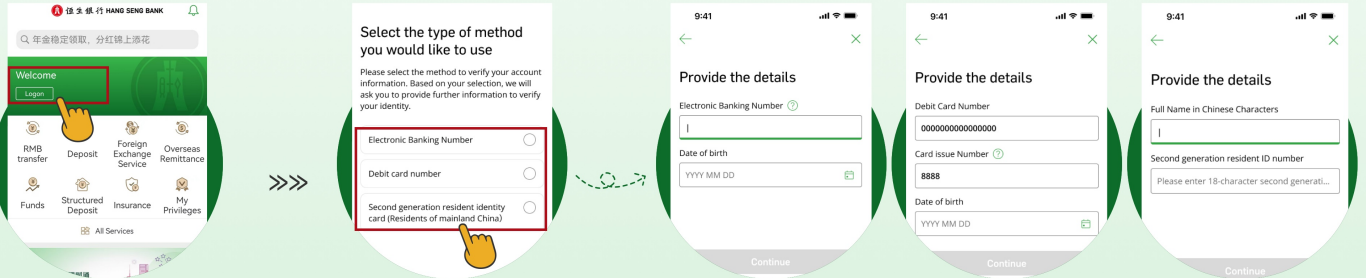 恒生銀行 HANG SENG BANK
年金稳定领取，分红锦上添花
Welcome
Logon
RMB transfer
Deposit
Foreign Exchange Service
Overseas Remittance
Funds
Structured Deposit
Insurance
My Privileges
All Services
Select the type of method
you would like to use
Please select the method to verify your account
information. Based on your selection, we will
ask you to provide further information to verify
your identity.
Electronic Banking Number
Debit card number
Second generation resident identity
card (Residents of mainland China)
9:41
Provide the details
Electronic Banking Number ?
Date of birth
YYYY MM DD
Continue
9:41
Provide the details
Debit Card Number
0000000000000000
Card issue Number ?
8888
Date of birth
YYYY MM DD
Continue
9:41
Provide the details
Full Name in Chinese Characters
Second generation resident ID number
Please enter 18-character second generati...
Continue